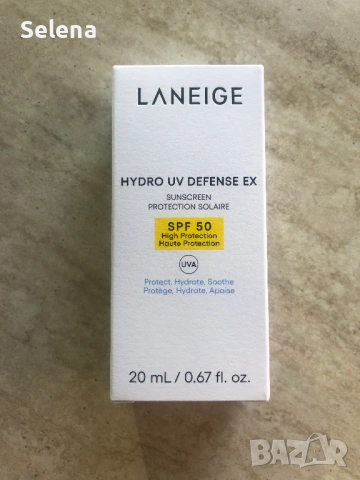 Selena
LANEIGE
HYDRO UV DEFENSE EX
SUNSCREEN
PROTECTION SOLAIRE
SPF 50
High Protection
Haute Protection
UVA
Protect, Hydrate, Soothe
Protège, Hydrate, Apaise
20 mL / 0.67 fl. oz.
BAZAR